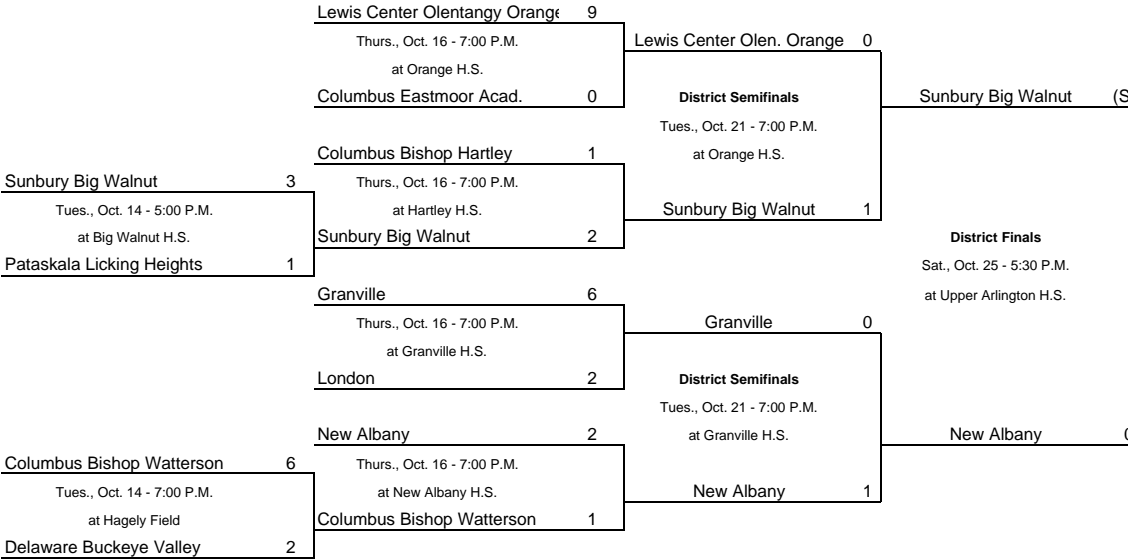 Lewis Center Olentangy Orange 9
Thurs., Oct. 16 - 7:00 P.M.
at Orange H.S.
Columbus Eastmoor Acad. 0
Lewis Center Olen. Orange 0
District Semifinals
Tues., Oct. 21 - 7:00 P.M.
at Orange H.S.
Sunbury Big Walnut 1
Columbus Bishop Hartley 1
Thurs., Oct. 16 - 7:00 P.M.
at Hartley H.S.
Sunbury Big Walnut 2
Sunbury Big Walnut 3
Tues., Oct. 14 - 5:00 P.M.
at Big Walnut H.S.
Pataskala Licking Heights 1
Sunbury Big Walnut (S
District Finals
Sat., Oct. 25 - 5:30 P.M.
at Upper Arlington H.S.
New Albany 0
Granville 6
Thurs., Oct. 16 - 7:00 P.M.
at Granville H.S.
London 2
Granville 0
District Semifinals
Tues., Oct. 21 - 7:00 P.M.
at Granville H.S.
New Albany 1
New Albany 2
Thurs., Oct. 16 - 7:00 P.M.
at New Albany H.S.
Columbus Bishop Watterson 1
Columbus Bishop Watterson 6
Tues., Oct. 14 - 7:00 P.M.
at Hagely Field
Delaware Buckeye Valley 2